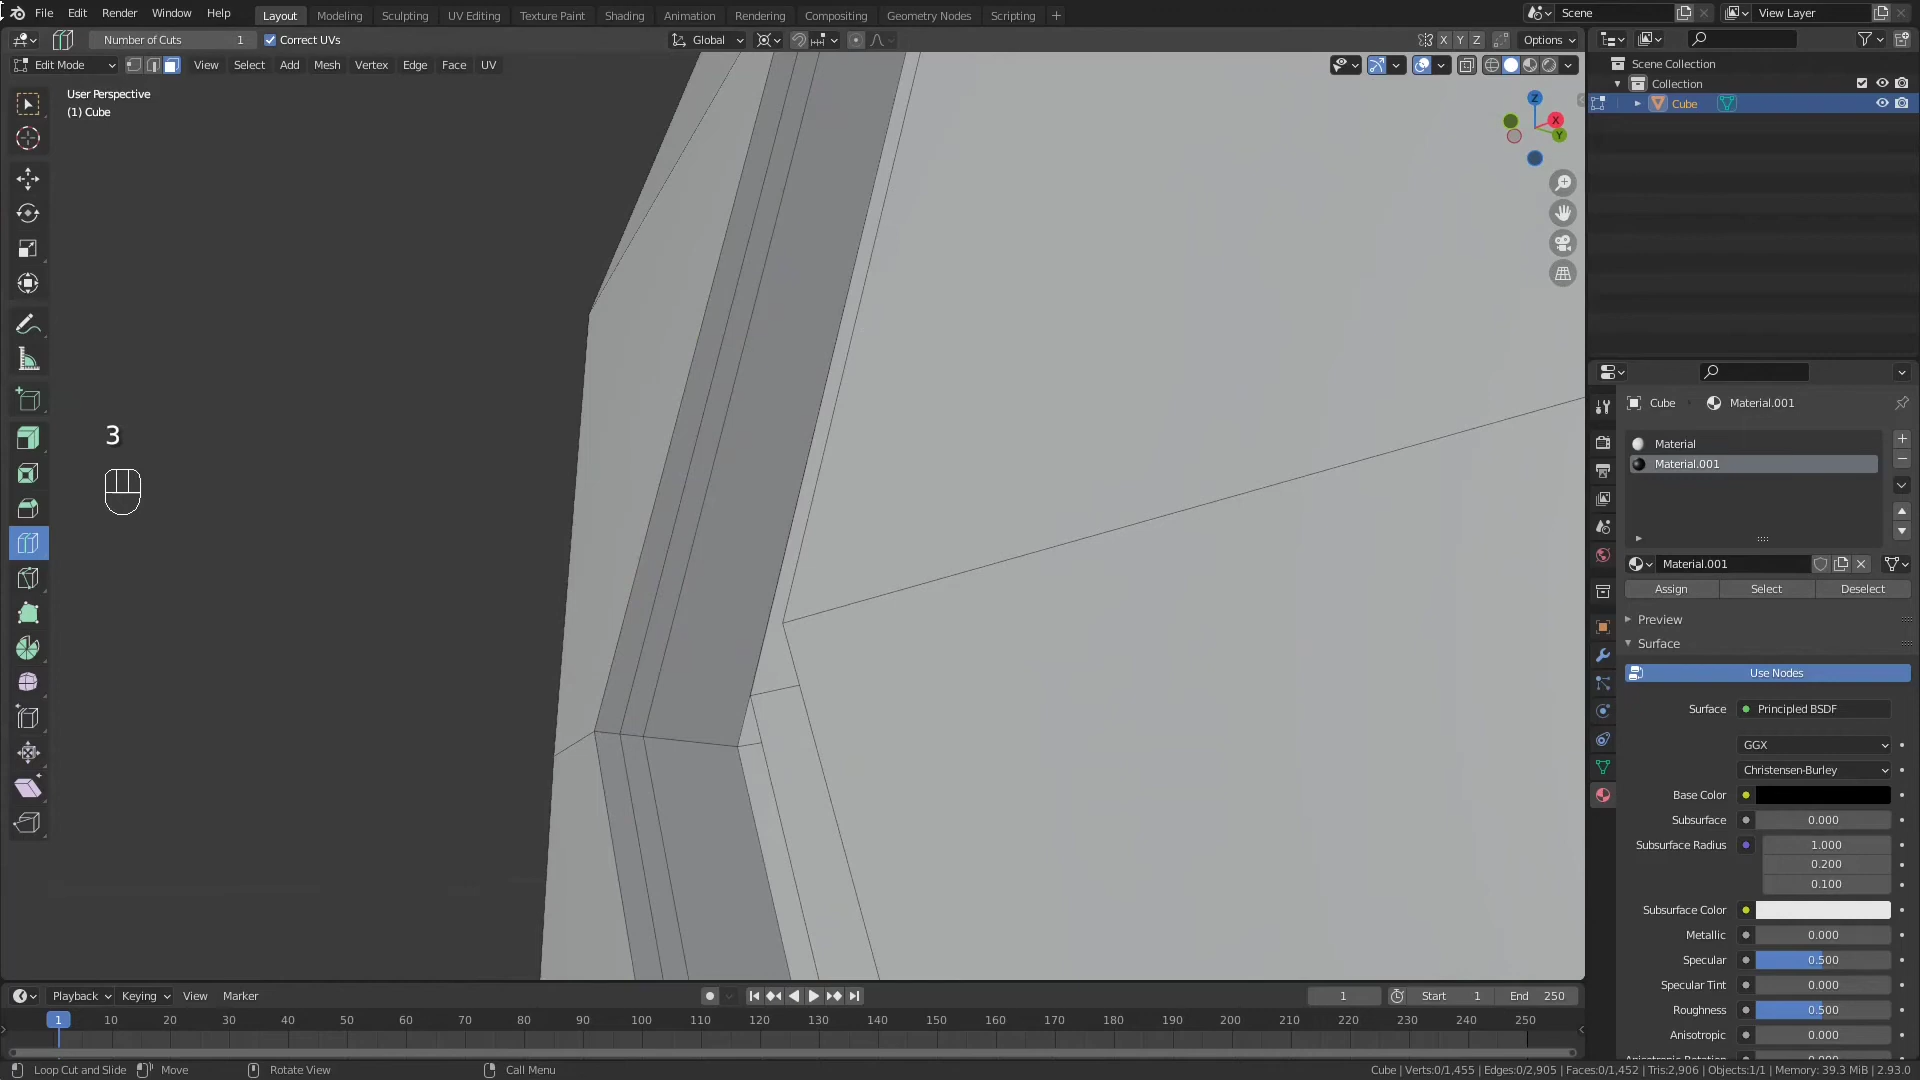 File Edit Render Window Help Layout Modeling Sculpting UV Editing Texture Paint Shading Animation Rendering Compositing Geometry Nodes Scripting + Scene View Layer
Number of Cuts 1 Correct UVs Global X Y Z Options
Edit Mode View Select Add Mesh Vertex Edge Face UV
User Perspective
(1) Cube
Z
X
Y
3
Scene Collection
Collection
Cube
Cube Material.001
Material
Material.001
Material.001
Assign Select Deselect
Preview
Surface
Use Nodes
Surface Principled BSDF
GGX
Christensen-Burley
Base Color
Subsurface 0.000
Subsurface Radius 1.000
0.200
0.100
Subsurface Color
Metallic 0.000
Specular 0.500
Specular Tint 0.000
Roughness 0.500
Anisotropic 0.000
Anisotropic Rotation 0.000
Playback Keying View Marker 1 Start 1 End 250
1 10 20 30 40 50 60 70 80 90 100 110 120 130 140 150 160 170 180 190 200 210 220 230 240 250
Loop Cut and Slide Move Rotate View Call Menu Cube | Verts:0/1,455 | Edges:0/2,905 | Faces:0/1,452 | Tris:2,906 | Objects:1/1 | Memory: 39.3 MiB | 2.93.0